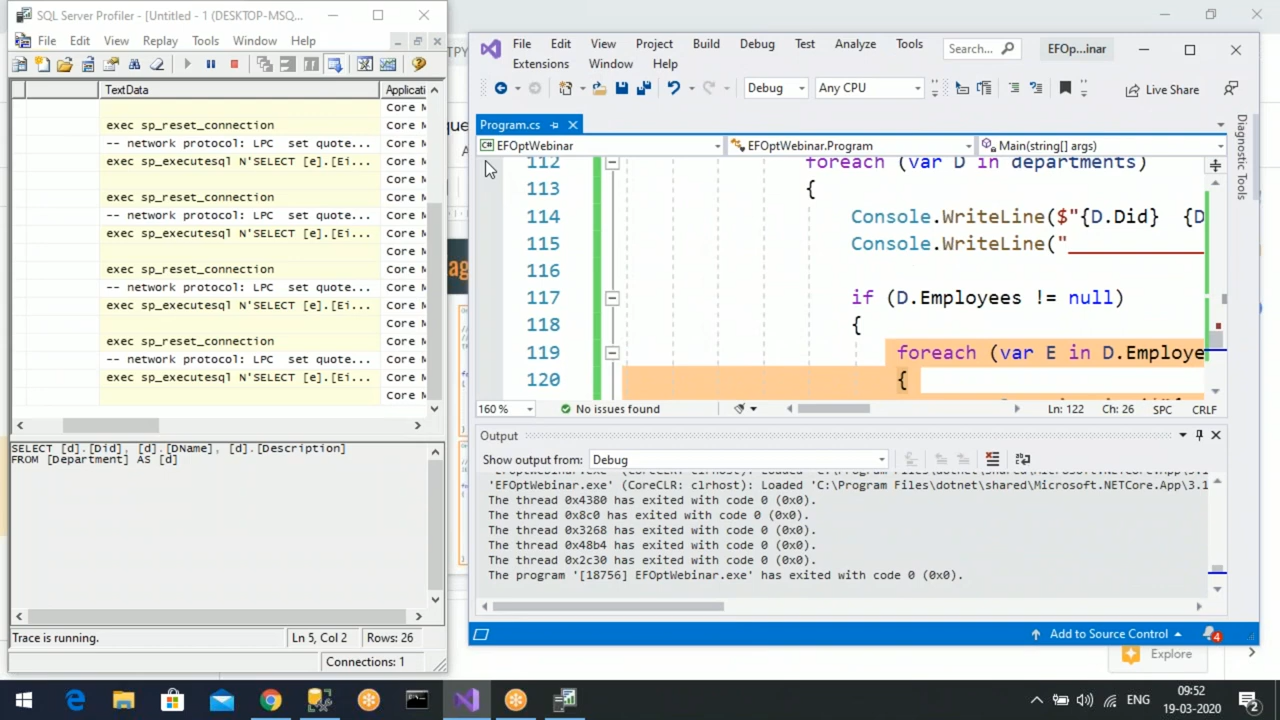 SQL Server Profiler - [Untitled - 1 (DESKTOP-MSQ...
File Edit View Replay Tools Window Help
TextData Applicati
Core M
exec sp_reset_connection Core M
-- network protocol: LPC set quote... Core M
exec sp_executesql N'SELECT [e].[Ei... Core M
Core M
exec sp_reset_connection Core M
-- network protocol: LPC set quote... Core M
exec sp_executesql N'SELECT [e].[Ei... Core M
Core M
exec sp_reset_connection Core M
-- network protocol: LPC set quote... Core M
exec sp_executesql N'SELECT [e].[Ei... Core M
Core M
exec sp_reset_connection Core M
-- network protocol: LPC set quote... Core M
exec sp_executesql N'SELECT [e].[Ei... Core M
Core M
SELECT [d].[Did], [d].[DName], [d].[Description]
FROM [Department] AS [d]
Trace is running. Ln 5, Col 2 Rows: 26
Connections: 1
File Edit View Project Build Debug Test Analyze Tools
Extensions Window Help
Search... EFOp...inar
Debug Any CPU Live Share
Program.cs
EFOptWebinar EFOptWebinar.Program Main(string[] args)
Diagnostic Tools
112 foreach (var D in departments)
113 {
114 Console.WriteLine($"{D.Did} {D
115 Console.WriteLine("
116
117 if (D.Employees != null)
118 {
119 foreach (var E in D.Employe
120 {
160 % No issues found Ln: 122 Ch: 26 SPC CRLF
Output
Show output from: Debug
'EFOptWebinar.exe' (CoreCLR: clrhost): Loaded 'C:\Program Files\dotnet\shared\Microsoft.NETCore.App\3.1
The thread 0x4380 has exited with code 0 (0x0).
The thread 0x8c0 has exited with code 0 (0x0).
The thread 0x3268 has exited with code 0 (0x0).
The thread 0x48b4 has exited with code 0 (0x0).
The thread 0x2c30 has exited with code 0 (0x0).
The program '[18756] EFOptWebinar.exe' has exited with code 0 (0x0).
Add to Source Control 4
Explore
ENG 09:52
19-03-2020 2